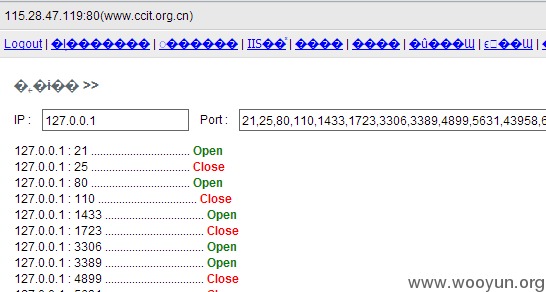 115.28.47.119:80(www.ccit.org.cn)
Logout | | | IIS | | | |
>>
IP : 127.0.0.1 Port : 21,25,80,110,1433,1723,3306,3389,4899,5631,43958,6
127.0.0.1 : 21 ................................. Open
127.0.0.1 : 25 ................................. Close
127.0.0.1 : 80 ................................. Open
127.0.0.1 : 110 ................................. Close
127.0.0.1 : 1433 ................................. Open
127.0.0.1 : 1723 ................................. Close
127.0.0.1 : 3306 ................................. Open
127.0.0.1 : 3389 ................................. Open
127.0.0.1 : 4899 ................................. Close
www.wooyun.org